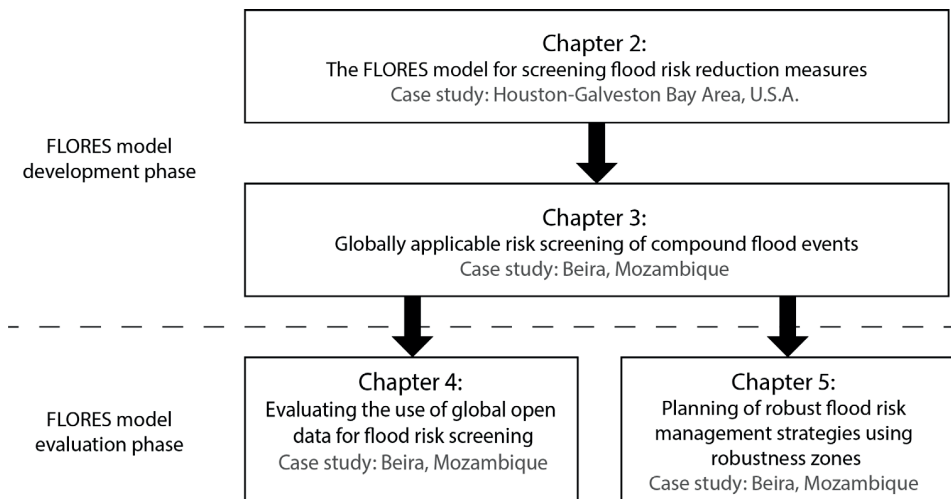 Chapter 2:
The FLORES model for screening flood risk reduction measures
Case study: Houston-Galveston Bay Area, U.S.A.
FLORES model
development phase
Chapter 3:
Globally applicable risk screening of compound flood events
Case study: Beira, Mozambique
FLORES model
evaluation phase
Chapter 4:
Evaluating the use of global open
data for flood risk screening
Case study: Beira, Mozambique
Chapter 5:
Planning of robust flood risk
management strategies using
robustness zones
Case study: Beira, Mozambique